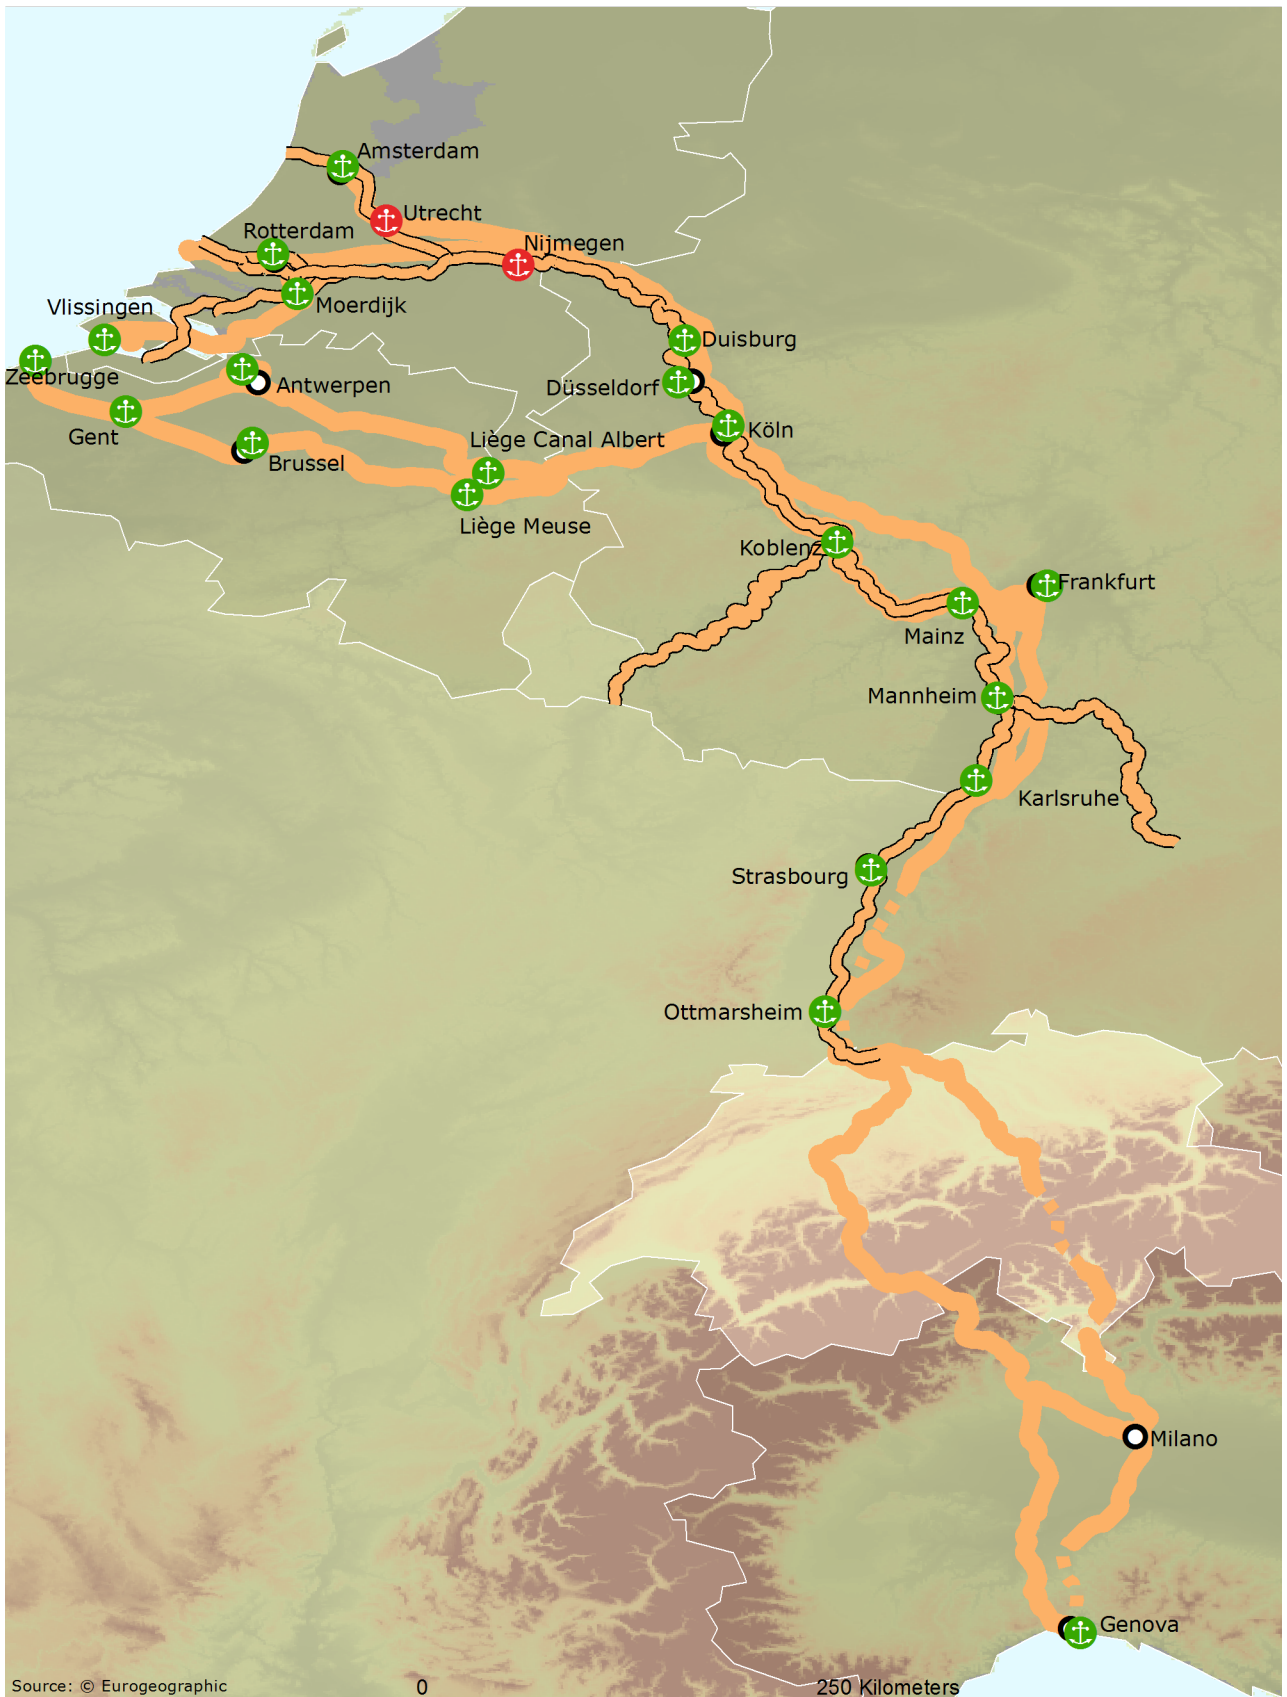 Amsterdam
Utrecht
Rotterdam
Nijmegen
Vlissingen
Moerdijk
Duisburg
Zeebrugge
Antwerpen
Düsseldorf
Gent
Liège Canal Albert
Köln
Brussel
Liège Meuse
Koblenz
Frankfurt
Mainz
Mannheim
Karlsruhe
Strasbourg
Ottmarsheim
Milano
Genova
Source: © Eurogeographic
0
250 Kilometers